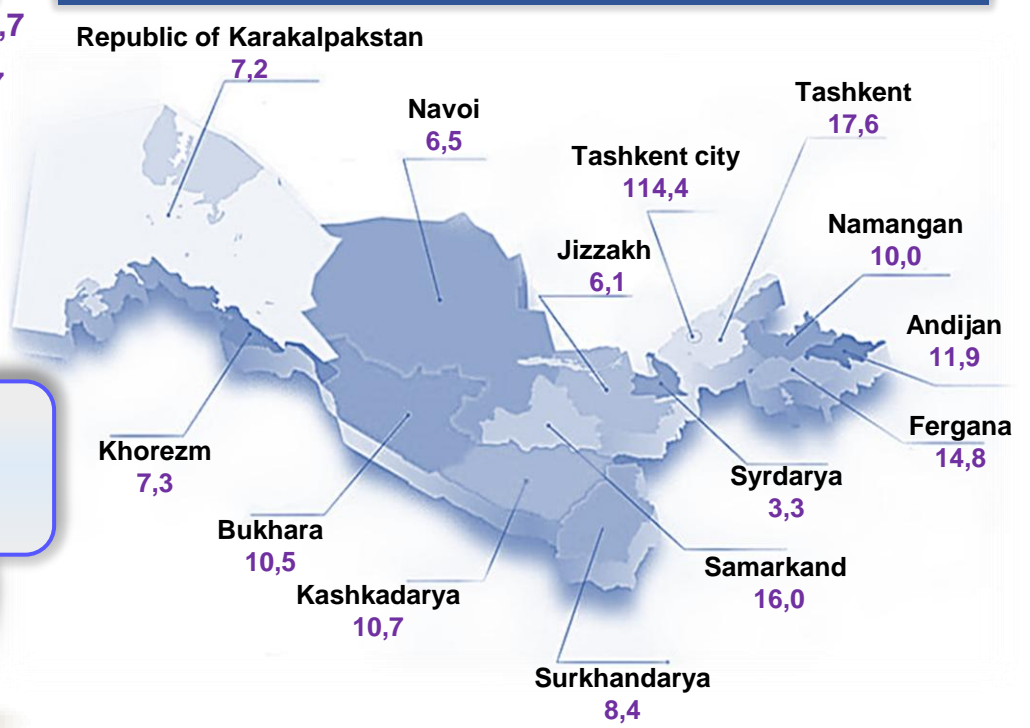 ,7
Republic of Karakalpakstan
7,2
Navoi
6,5
Tashkent
17,6
Tashkent city
114,4
Jizzakh
6,1
Namangan
10,0
Andijan
11,9
Fergana
14,8
Khorezm
7,3
Syrdarya
3,3
Bukhara
10,5
Samarkand
16,0
Kashkadarya
10,7
Surkhandarya
8,4